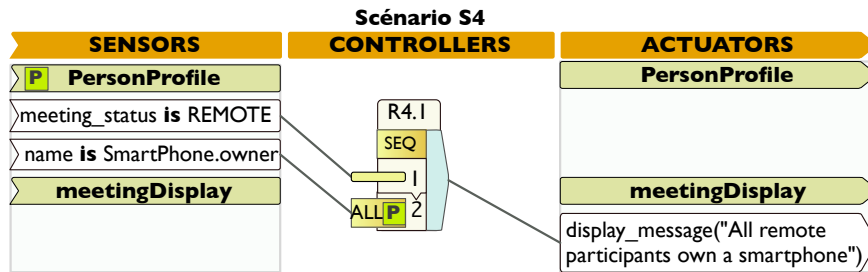 Scénario S4
SENSORS
CONTROLLERS
ACTUATORS
P PersonProfile
PersonProfile
meeting_status is REMOTE
R4.1
SEQ
name is SmartPhone.owner
1
meetingDisplay
meetingDisplay
ALL P 2
display_message("All remote
participants own a smartphone")